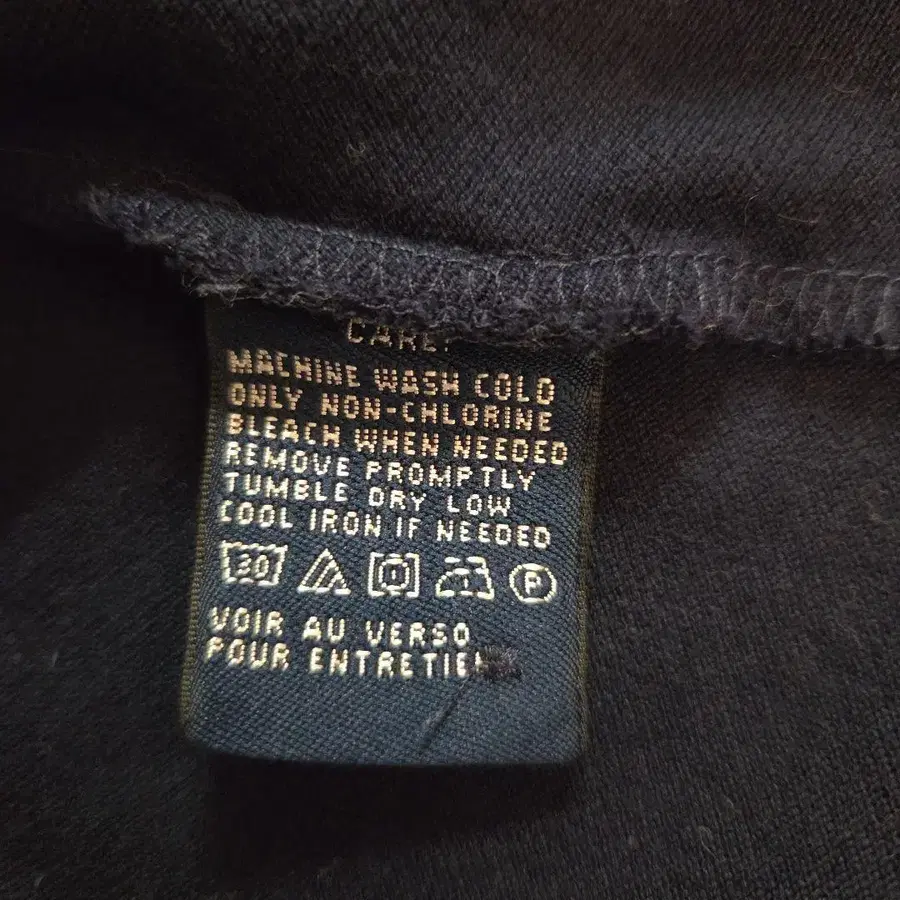 CARE:
MACHINE WASH COLD
ONLY NON-CHLORINE
BLEACH WHEN NEEDED
REMOVE PROMPTLY
TUMBLE DRY LOW
COOL IRON IF NEEDED
30 P
VOIR AU VERSO
POUR ENTRETIEN